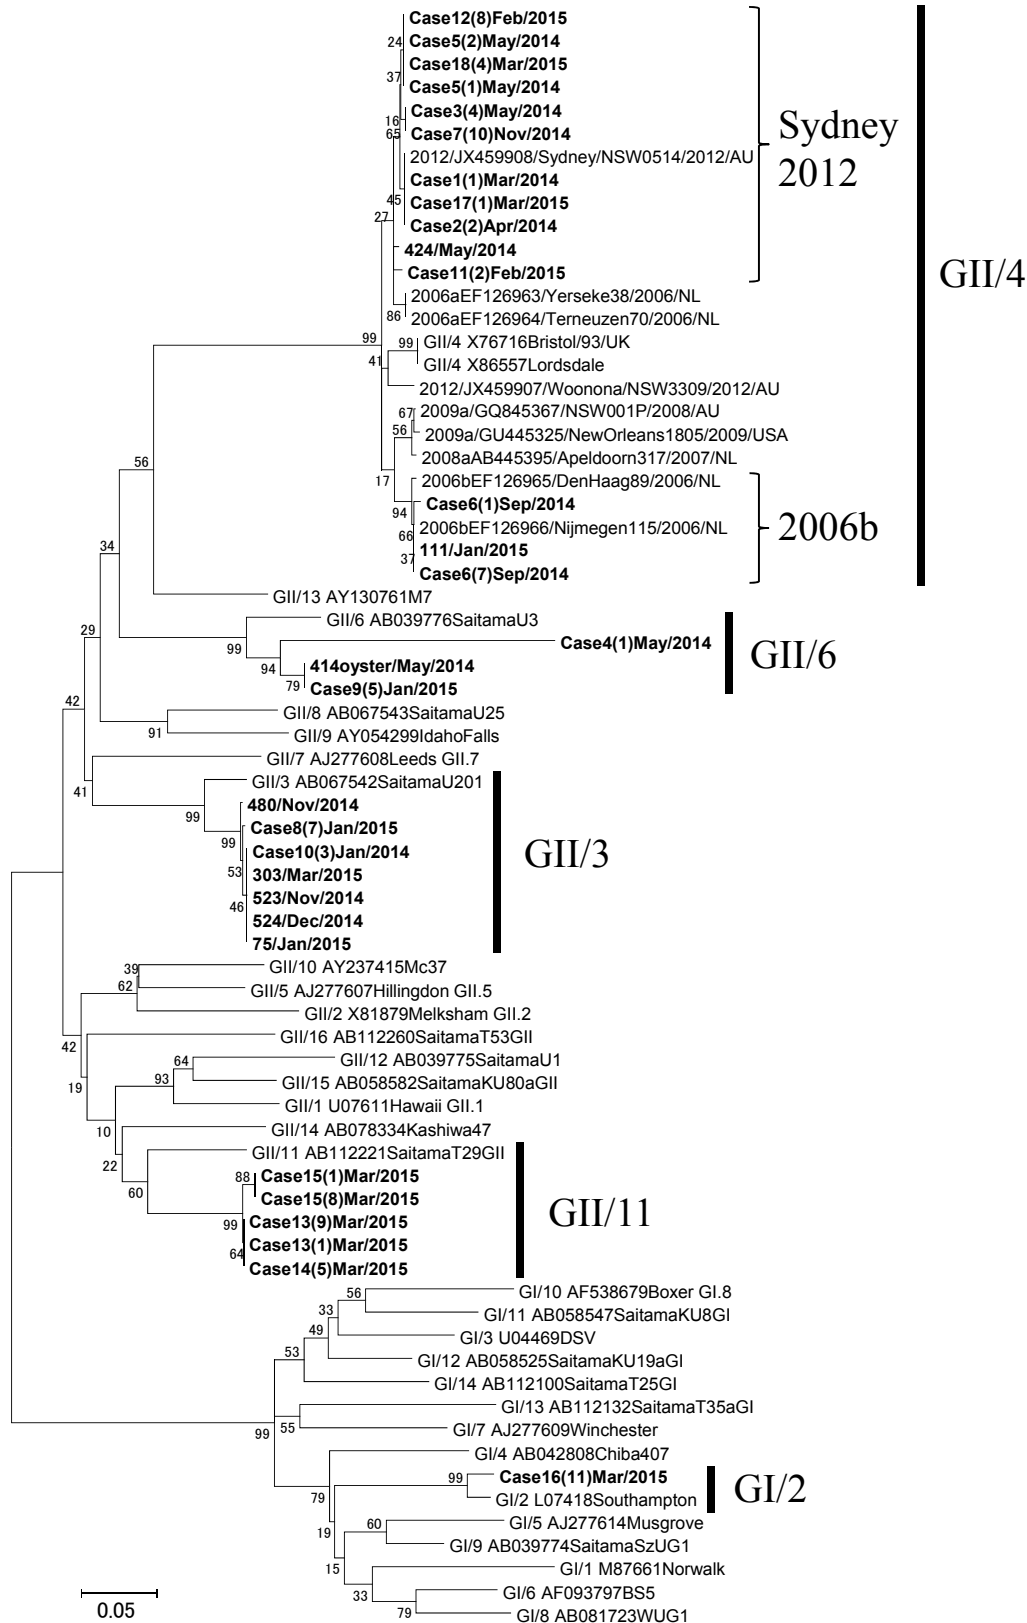 Case12(8)Feb/2015
24
Case5(2)May/2014
Case18(4)Mar/2015
37
Case5(1)May/2014
Case3(4)May/2014
16
Case7(10)Nov/2014
65
Sydney
2012
2012/JX459908/Sydney/NSW0514/2012/AU
Case1(1)Mar/2014
45
Case17(1)Mar/2015
27
Case2(2)Apr/2014
424/May/2014
Case11(2)Feb/2015
GII/4
2006aEF126963/Yerseke38/2006/NL
86
2006aEF126964/Terneuzen70/2006/NL
99
99
GII/4 X76716Bristol/93/UK
41
GII/4 X86557Lordsdale
2012/JX459907/Woonona/NSW3309/2012/AU
67
2009a/GQ845367/NSW001P/2008/AU
56
2009a/GU445325/NewOrleans1805/2009/USA
2008aAB445395/Apeldoorn317/2007/NL
56
17
2006bEF126965/DenHaag89/2006/NL
94
Case6(1)Sep/2014
66
2006bEF126966/Nijmegen115/2006/NL
2006b
37
111/Jan/2015
Case6(7)Sep/2014
34
GII/13 AY130761M7
29
GII/6 AB039776SaitamaU3
99
Case4(1)May/2014
94
414oyster/May/2014
GII/6
79
Case9(5)Jan/2015
42
GII/8 AB067543SaitamaU25
91
GII/9 AY054299IdahoFalls
GII/7 AJ277608Leeds GII.7
41
GII/3 AB067542SaitamaU201
99
480/Nov/2014
99
Case8(7)Jan/2015
Case10(3)Jan/2014
GII/3
53
303/Mar/2015
46
523/Nov/2014
524/Dec/2014
75/Jan/2015
39
GII/10 AY237415Mc37
62
GII/5 AJ277607Hillingdon GII.5
GII/2 X81879Melksham GII.2
42
GII/16 AB112260SaitamaT53GII
64
GII/12 AB039775SaitamaU1
19
93
GII/15 AB058582SaitamaKU80aGII
GII/1 U07611Hawaii GII.1
10
GII/14 AB078334Kashiwa47
22
GII/11 AB112221SaitamaT29GII
60
88
Case15(1)Mar/2015
Case15(8)Mar/2015
99
Case13(9)Mar/2015
GII/11
64
Case13(1)Mar/2015
Case14(5)Mar/2015
56
GI/10 AF538679Boxer GI.8
33
GI/11 AB058547SaitamaKU8GI
49
GI/3 U04469DSV
53
GI/12 AB058525SaitamaKU19aGI
GI/14 AB112100SaitamaT25GI
GI/13 AB112132SaitamaT35aGI
99
55
GI/7 AJ277609Winchester
GI/4 AB042808Chiba407
99
Case16(11)Mar/2015
GI/2
79
GI/2 L07418Southampton
19
60
GI/5 AJ277614Musgrove
GI/9 AB039774SaitamaSzUG1
15
GI/1 M87661Norwalk
33
GI/6 AF093797BS5
79
GI/8 AB081723WUG1
0.05